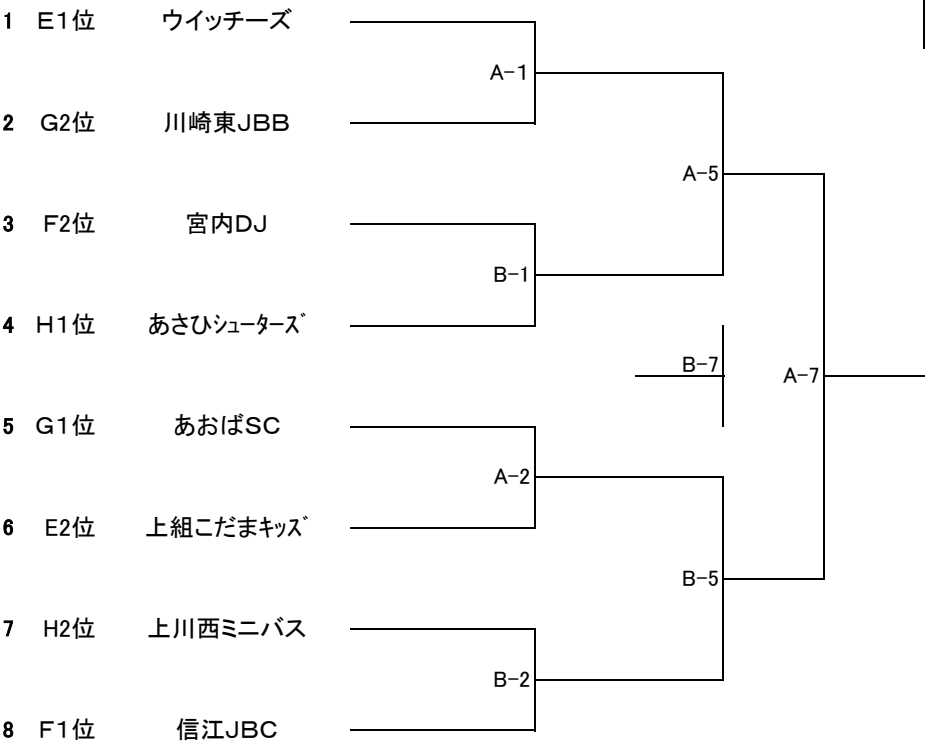 1 E1位 ウイッチーズ
A-1
2 G2位 川崎東JBB
A-5
3 F2位 宮内DJ
B-1
4 H1位 あさひシューターズ
B-7
A-7
5 G1位 あおばSC
A-2
6 E2位 上組こだまキッズ
B-5
7 H2位 上川西ミニバス
B-2
8 F1位 信江JBC